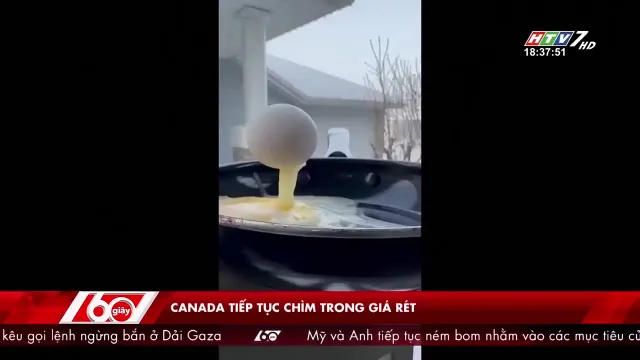 HTV7 HD
18:37:51
60 giây
CANADA TIẾP TỤC CHÌM TRONG GIÁ RÉT
kêu gọi lệnh ngừng bắn ở Dải Gaza 60 Mỹ và Anh tiếp tục ném bom nhằm vào các mục tiêu củ